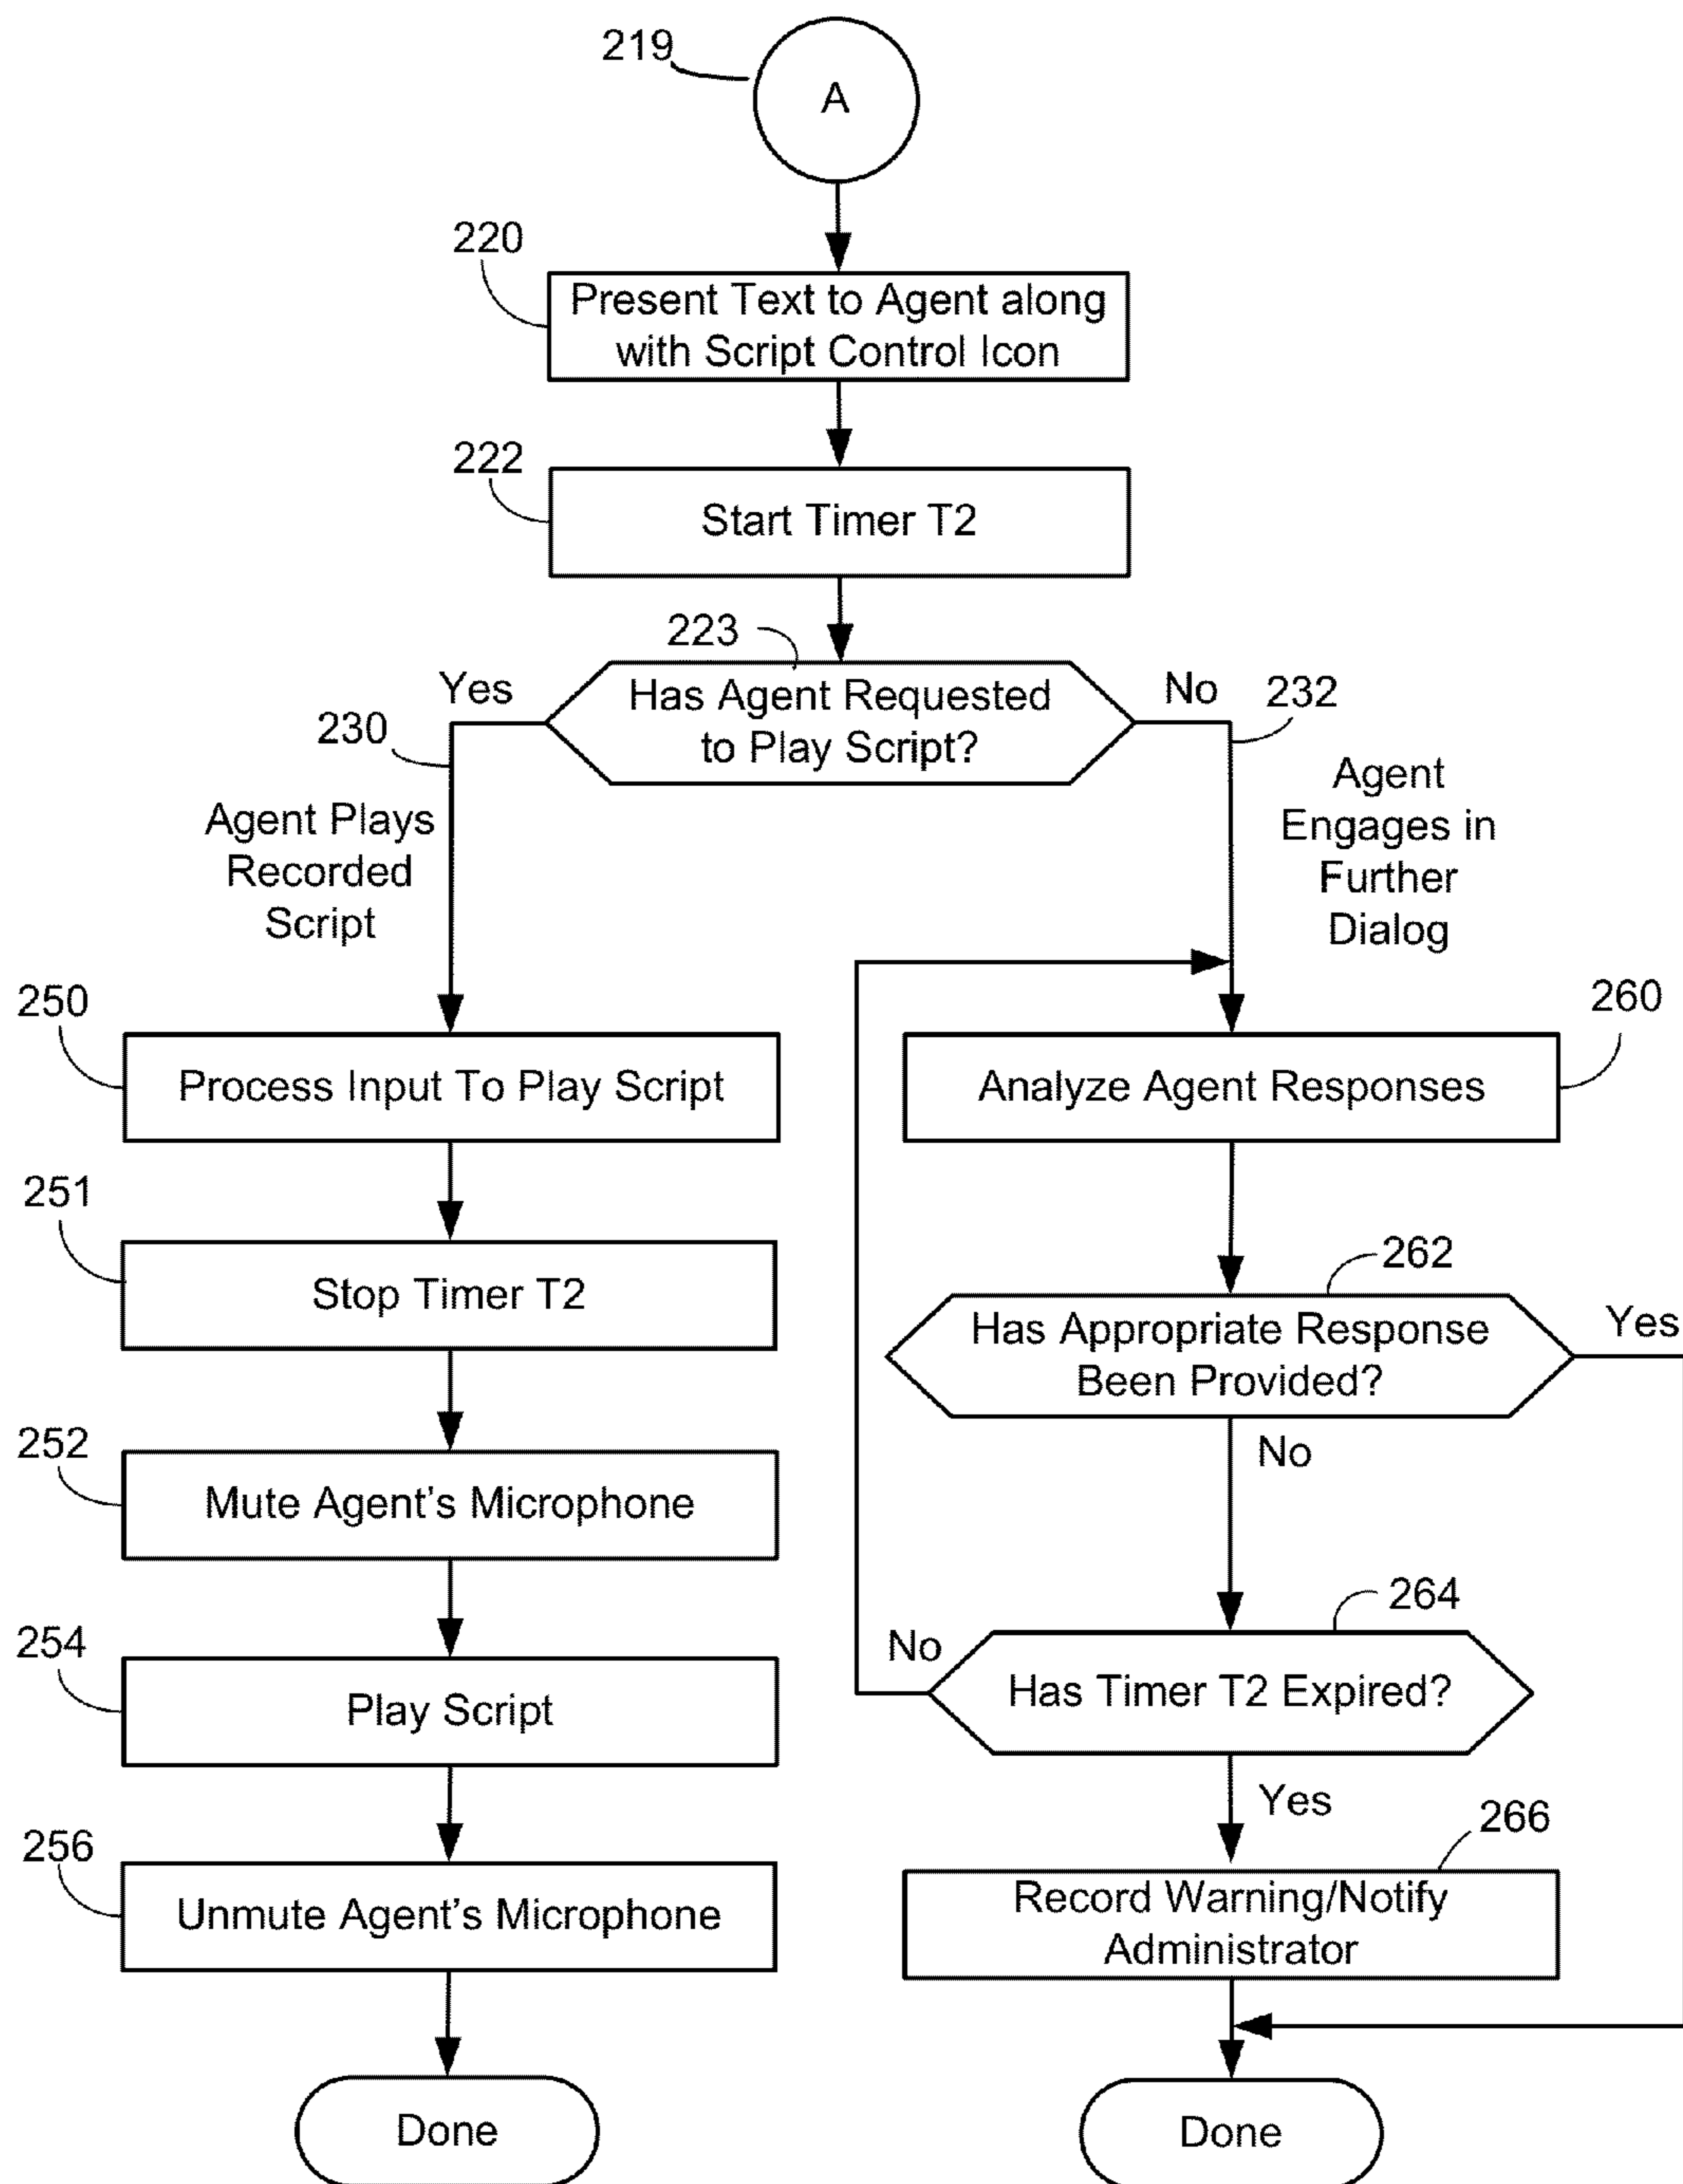 219
A
220
Present Text to Agent along
with Script Control Icon
222
Start Timer T2
223
Yes
Has Agent Requested
to Play Script?
No
232
230
Agent Plays
Recorded
Script
Agent
Engages in
Further
Dialog
250
Process Input To Play Script
260
Analyze Agent Responses
251
Stop Timer T2
262
Has Appropriate Response
Been Provided?
Yes
No
252
Mute Agent's Microphone
264
No
Has Timer T2 Expired?
Yes
254
Play Script
266
Record Warning/Notify
Administrator
256
Unmute Agent's Microphone
Done
Done